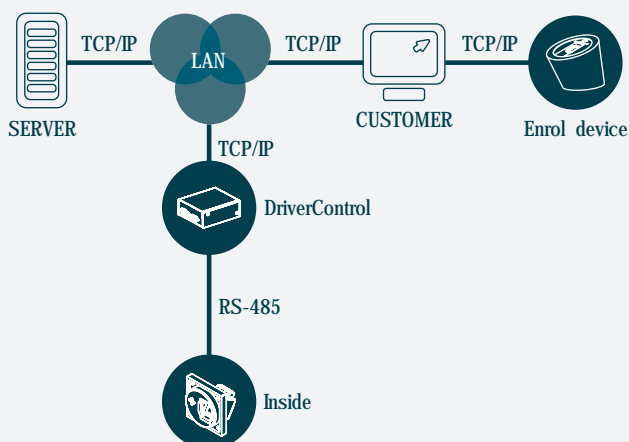 TCP/IP
TCP/IP
TCP/IP
LAN
SERVER
CUSTOMER
Enrol device
TCP/IP
DriverControl
RS-485
Inside